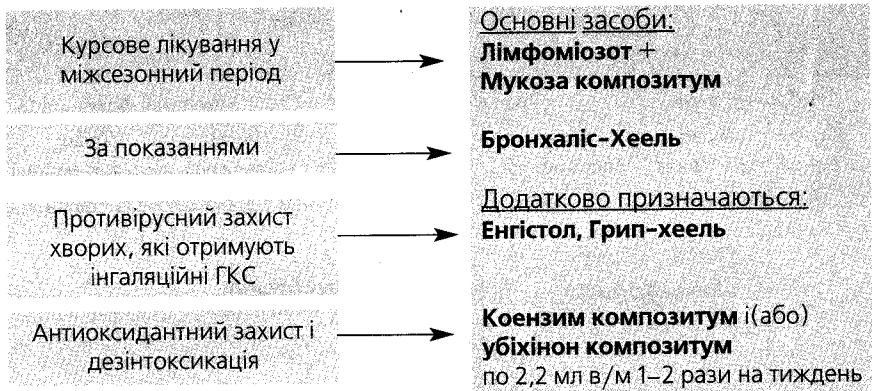 Курсове лікування у
міжсезонний період
Основні засоби:
Лімфоміозот +
Мукоза композитум
За показаннями
Бронхаліс-Хеель
Противірусний захист
хворих, які отримують
інгаляційні ГКС
Додатково призначаються:
Енгістол, Грип-хеель
Антиоксидантний захист і
дезінтоксикація
Коензим композитум і(або)
убіхінон композитум
по 2,2 мл в/м 1–2 рази на тиждень